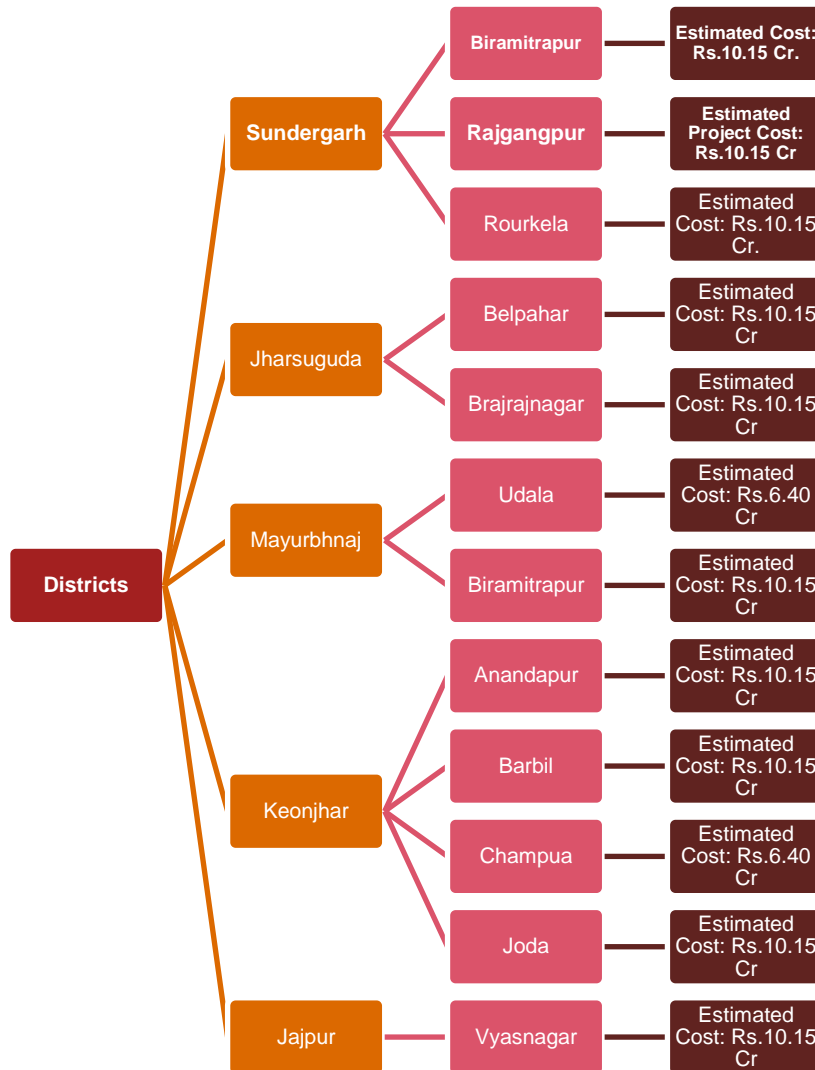 Districts
Sundergarh
Biramitrapur
Estimated Cost:
Rs.10.15 Cr.
Rajgangpur
Estimated
Project Cost:
Rs.10.15 Cr
Rourkela
Estimated
Cost: Rs.10.15
Cr.
Jharsuguda
Belpahar
Estimated
Cost: Rs.10.15
Cr
Brajrajnagar
Estimated
Cost: Rs.10.15
Cr
Mayurbhnaj
Udala
Estimated
Cost: Rs.6.40
Cr
Biramitrapur
Estimated
Cost: Rs.10.15
Cr
Keonjhar
Anandapur
Estimated
Cost: Rs.10.15
Cr
Barbil
Estimated
Cost: Rs.10.15
Cr
Champua
Estimated
Cost: Rs.6.40
Cr
Joda
Estimated
Cost: Rs.10.15
Cr
Jajpur
Vyasnagar
Estimated
Cost: Rs.10.15
Cr